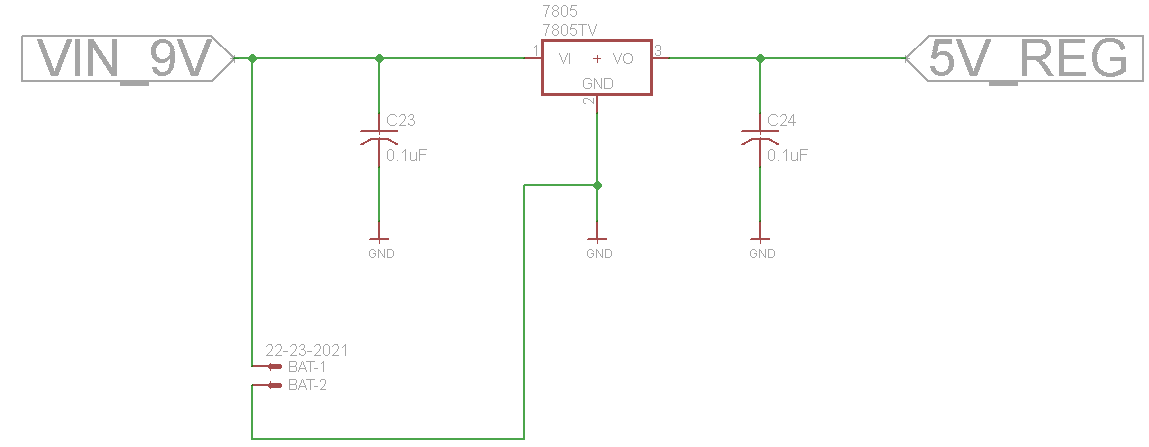 7805
7805TV
VIN_9V
1
VI + VO
3
5V_REG
GND
2
C23
0.1uF
C24
0.1uF
GND
GND
GND
22-23-2021
BAT-1
BAT-2